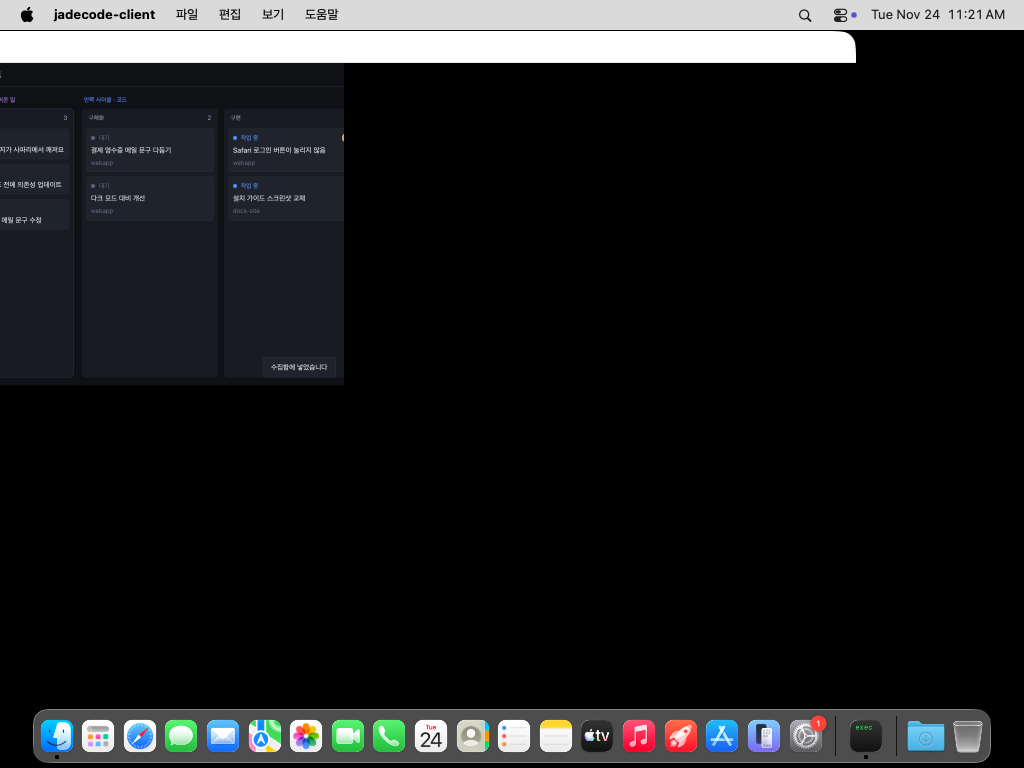 jadecode-client 파일 편집 보기 도움말 Tue Nov 24 11:21 AM
안쪽 사이클 · 코드
3
구체화 2
구현
대기
결제 영수증 메일 문구 다듬기
webapp
대기
다크 모드 대비 개선
webapp
작업 중
Safari 로그인 버튼이 눌리지 않음
webapp
작업 중
설치 가이드 스크린샷 교체
docs-site
사파리에서 깨져요
전에 의존성 업데이트
메일 문구 수정
수집함에 넣었습니다
Tue
24
tv
1
exec